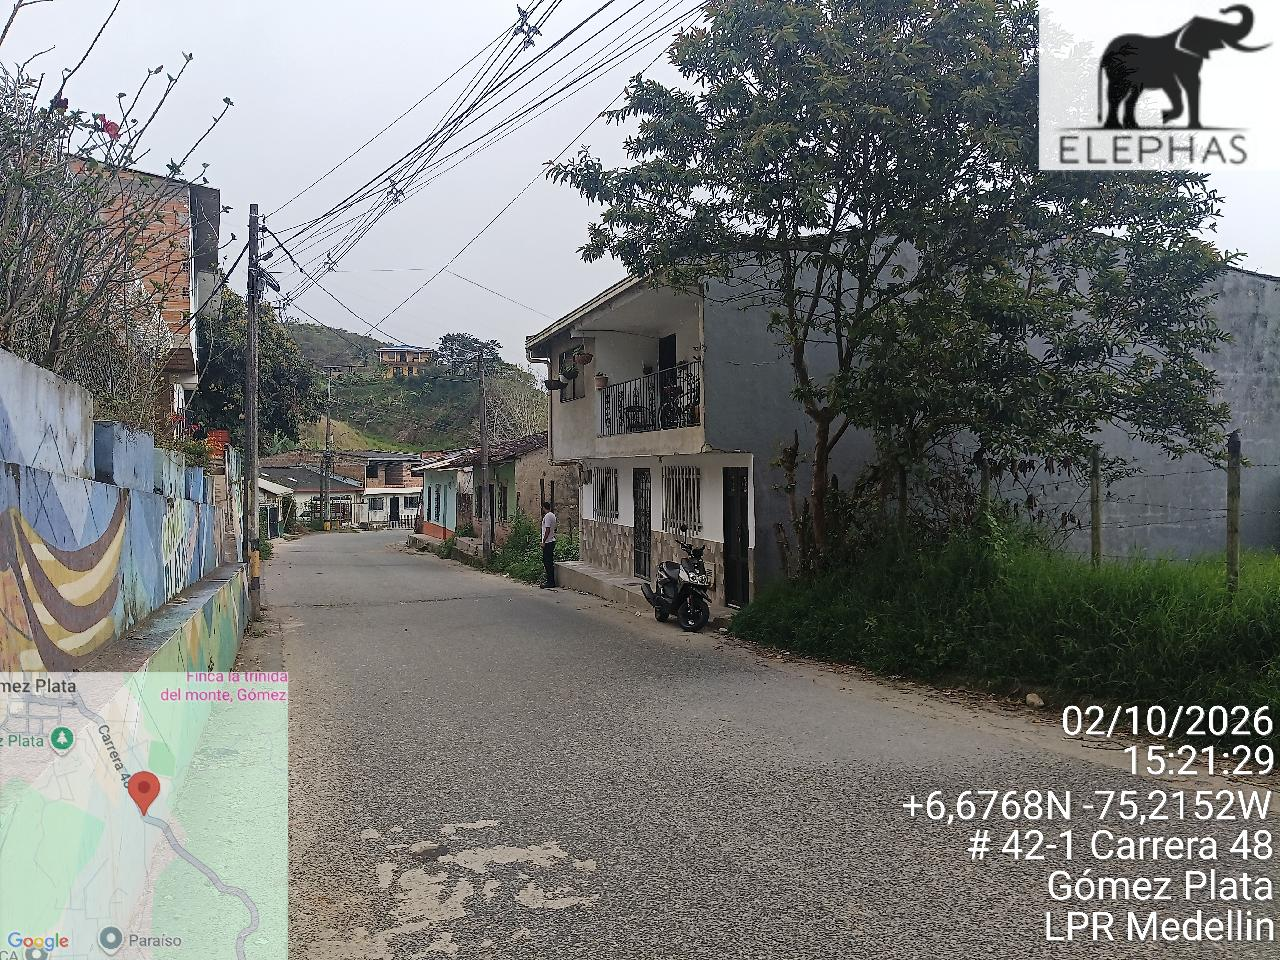 ELEPHAS
mez Plata
Finca la trinida
del monte, Gómez
z Plata
Carrera 48
02/10/2026
15:21:29
+6,6768N -75,2152W
# 42-1 Carrera 48
Gómez Plata
LPR Medellin
Google
Paraíso
CA